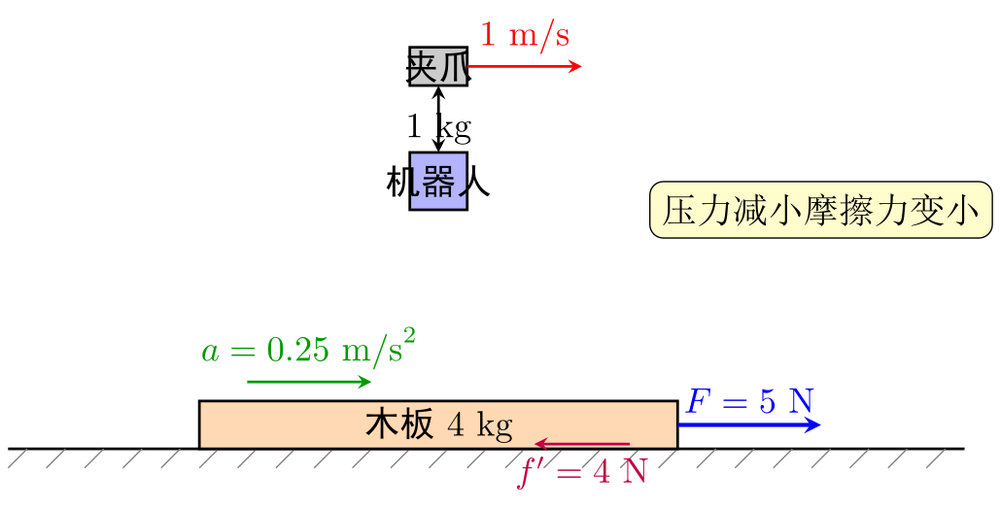 1 m/s
夹爪
1 kg
机器人
压力减小摩擦力变小
a = 0.25 m/s²
F = 5 N
木板 4 kg
f′ = 4 N